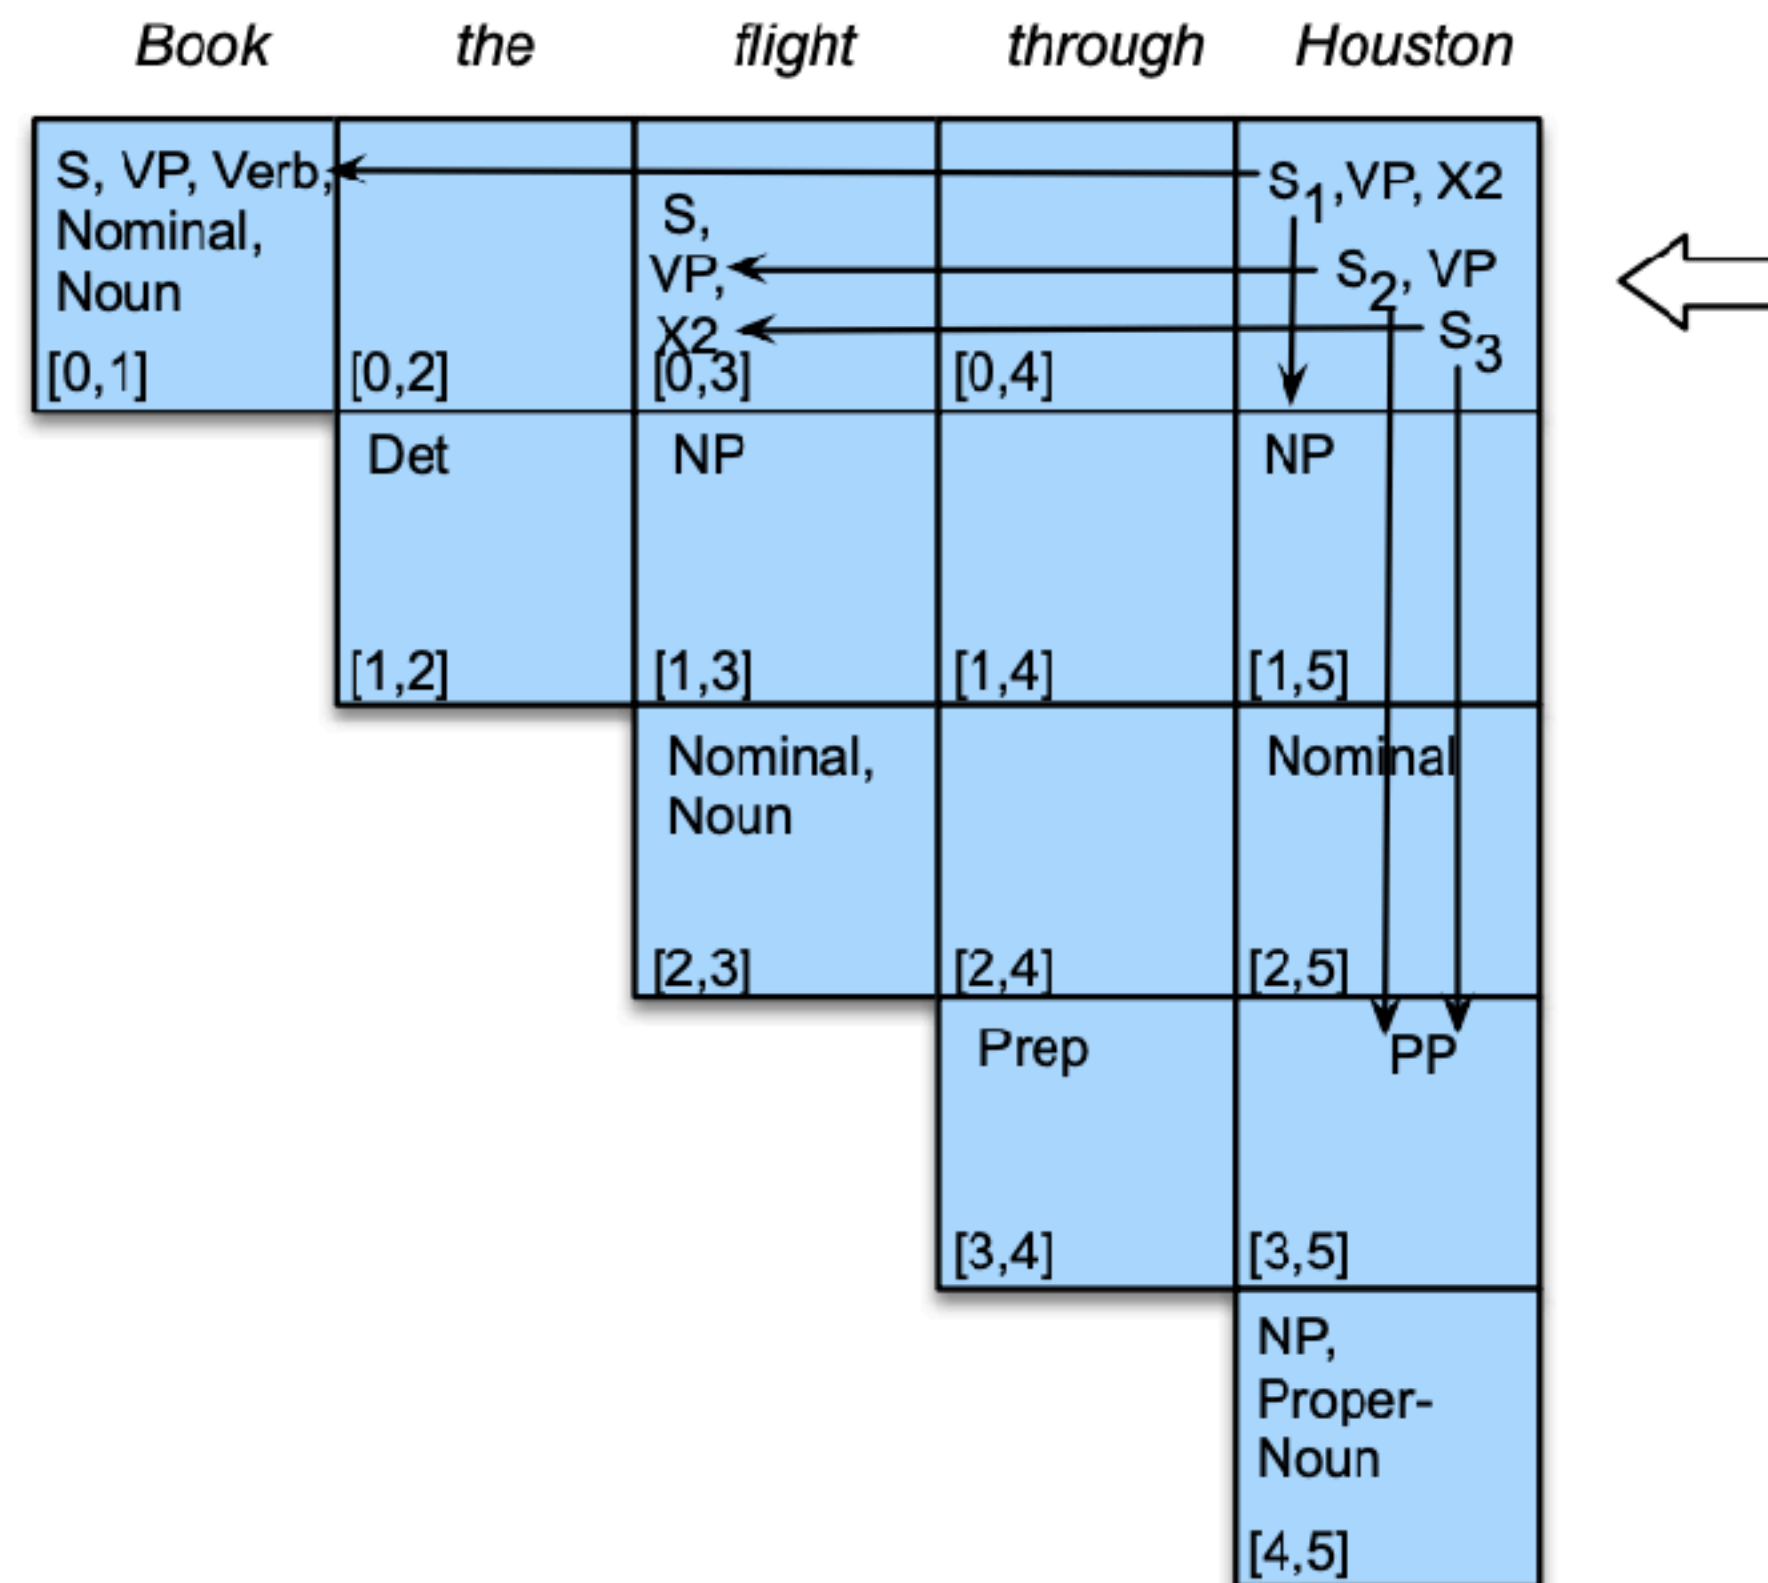 Book the flight through Houston
S, VP, Verb,
Nominal,
Noun
[0,1]
[0,2]
S,
VP,
X2
[0,3]
[0,4]
S1,VP, X2
S2, VP
S3
Det
[1,2]
NP
[1,3]
[1,4]
NP
[1,5]
Nominal,
Noun
[2,3]
[2,4]
Nominal
[2,5]
Prep
[3,4]
PP
[3,5]
NP,
Proper-
Noun
[4,5]